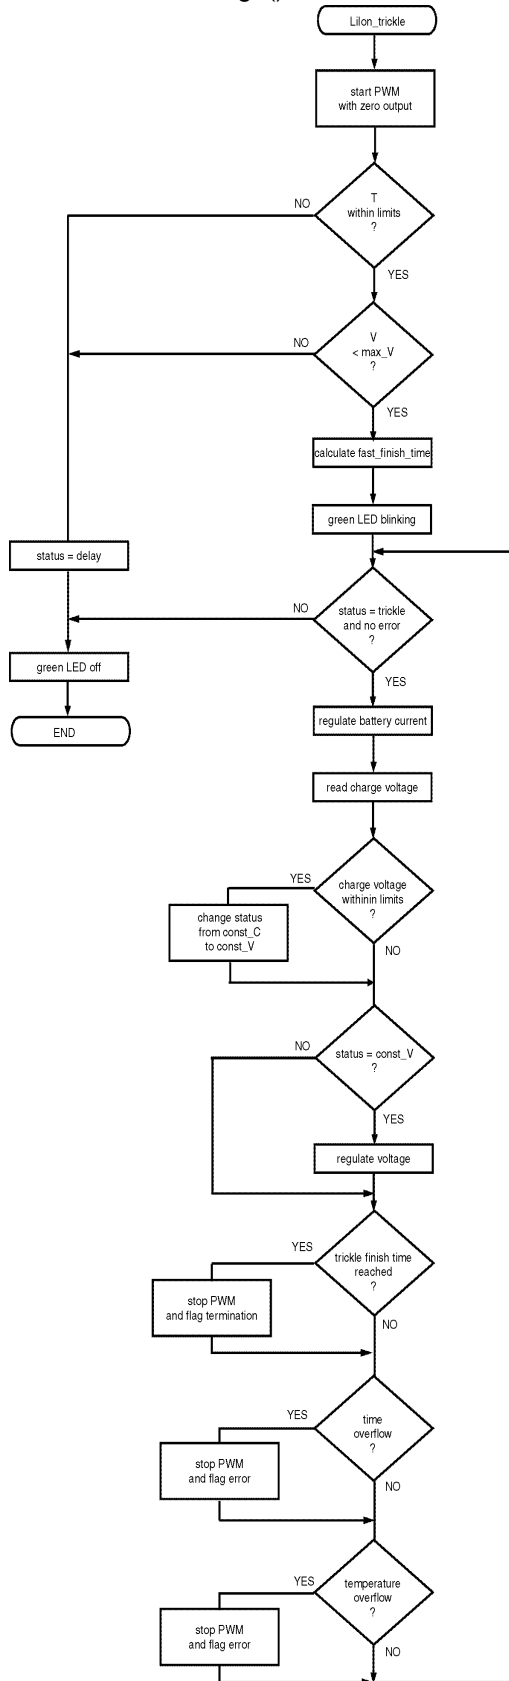 LiIon_trickle
start PWM
with zero output
T
within limits
?
NO
YES
V
< max_V
?
NO
YES
calculate fast_finish_time
green LED blinking
status = delay
status = trickle
and no error
?
NO
YES
green LED off
END
regulate battery current
read charge voltage
charge voltage
withinin limits
?
YES
NO
change status
from const_C
to const_V
status = const_V
?
NO
YES
regulate voltage
trickle finish time
reached
?
YES
NO
stop PWM
and flag termination
time
overflow
?
YES
NO
stop PWM
and flag error
temperature
overflow
?
YES
NO
stop PWM
and flag error